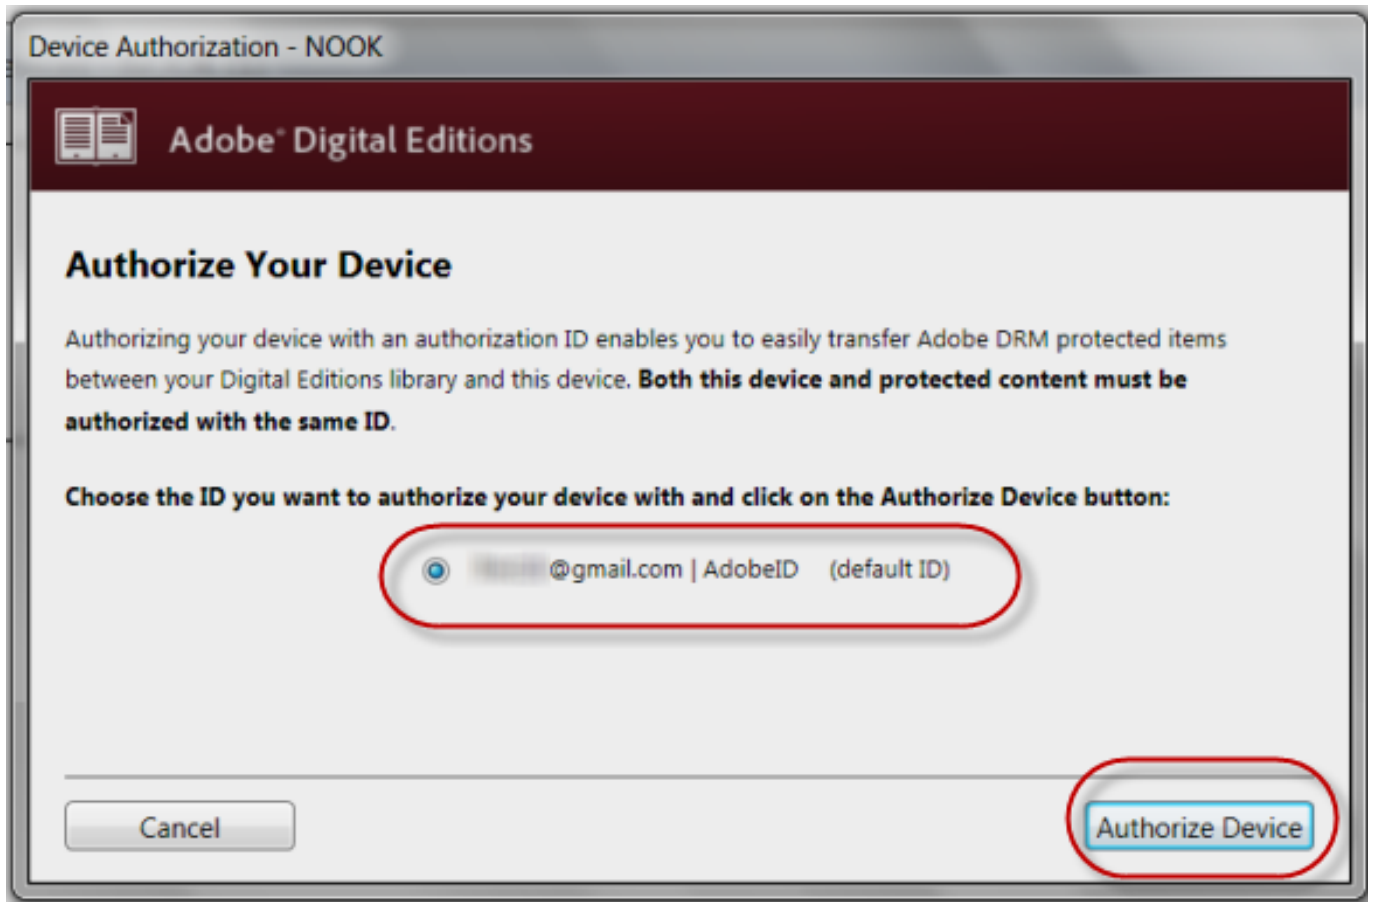 Device Authorization - NOOK
Adobe® Digital Editions
Authorize Your Device
Authorizing your device with an authorization ID enables you to easily transfer Adobe DRM protected items
between your Digital Editions library and this device. Both this device and protected content must be
authorized with the same ID.
Choose the ID you want to authorize your device with and click on the Authorize Device button:
@gmail.com | AdobeID (default ID)
Cancel
Authorize Device